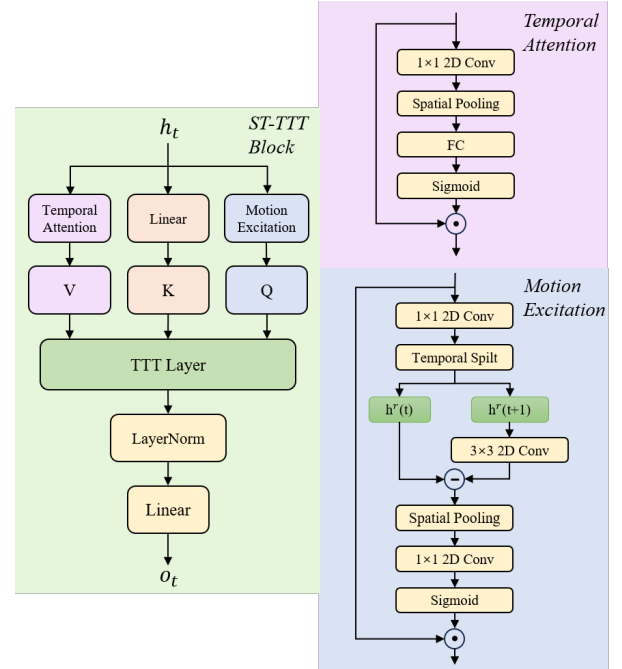 ST-TTT
Block
h_t
Temporal
Attention
Linear
Motion
Excitation
V
K
Q
TTT Layer
LayerNorm
Linear
o_t
Temporal
Attention
1×1 2D Conv
Spatial Pooling
FC
Sigmoid
Motion
Excitation
1×1 2D Conv
Temporal Spilt
h^r(t)
h^r(t+1)
3×3 2D Conv
Spatial Pooling
1×1 2D Conv
Sigmoid